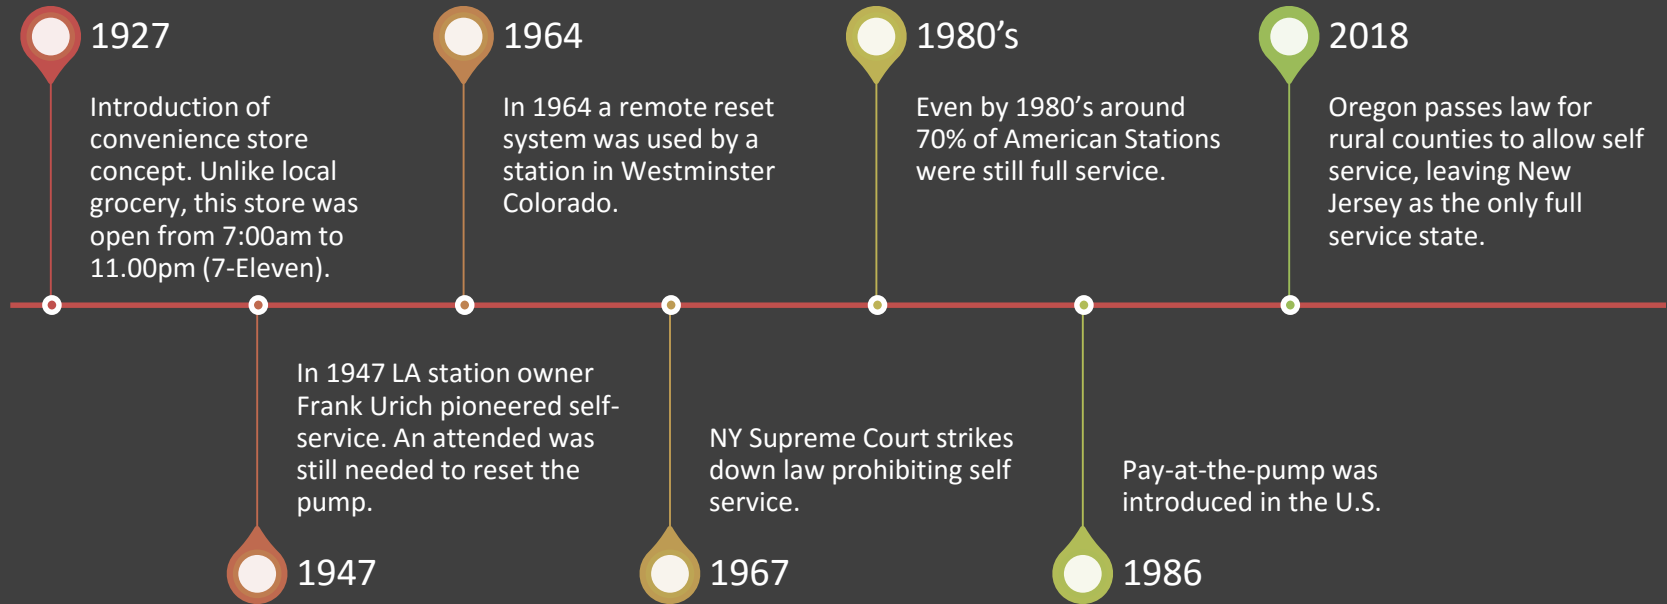 1927
Introduction of
convenience store
concept. Unlike local
grocery, this store was
open from 7:00am to
11.00pm (7-Eleven).
1964
In 1964 a remote reset
system was used by a
station in Westminster
Colorado.
1980’s
Even by 1980’s around
70% of American Stations
were still full service.
2018
Oregon passes law for
rural counties to allow self
service, leaving New
Jersey as the only full
service state.
In 1947 LA station owner
Frank Urich pioneered self-
service. An attended was
still needed to reset the
pump.
1947
NY Supreme Court strikes
down law prohibiting self
service.
1967
Pay-at-the-pump was
introduced in the U.S.
1986